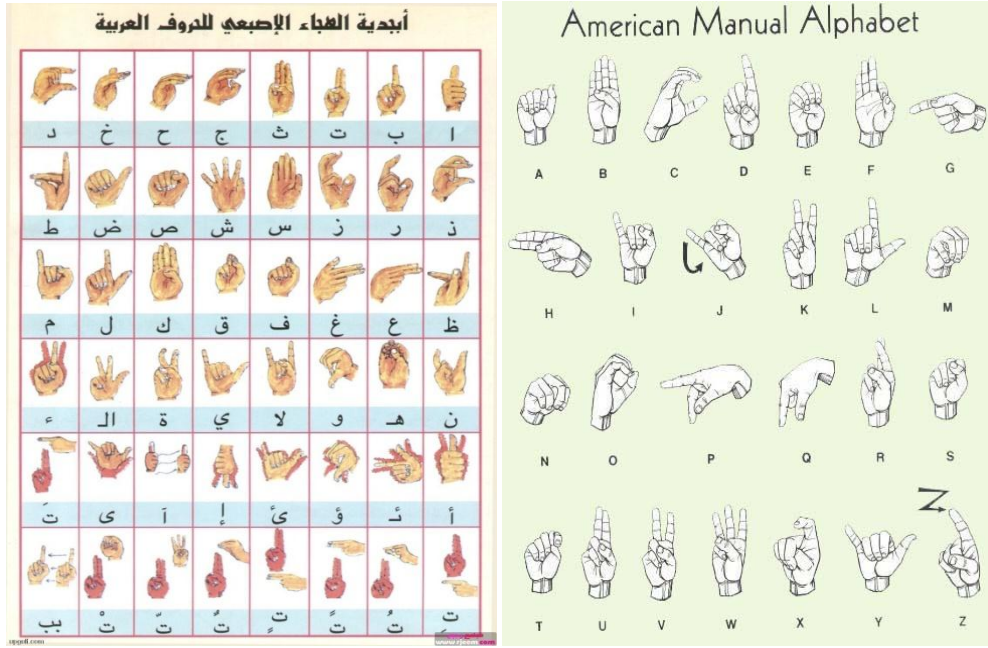 أبجدية الهجاء الإصبعي للحروف العربية
ا ب ت ث ج ح خ د
ذ ر ز س ش ص ض ط
ظ ع غ ف ق ك ل م
ن هـ و لا ي ة الـ ء
أ ئـ ؤ ئ إ آ ى تَ
تِ تُ تً تٍ تٌ تّ تْ بب
American Manual Alphabet
A B C D E F G
H I J K L M
N O P Q R S
Z
T U V W X Y Z